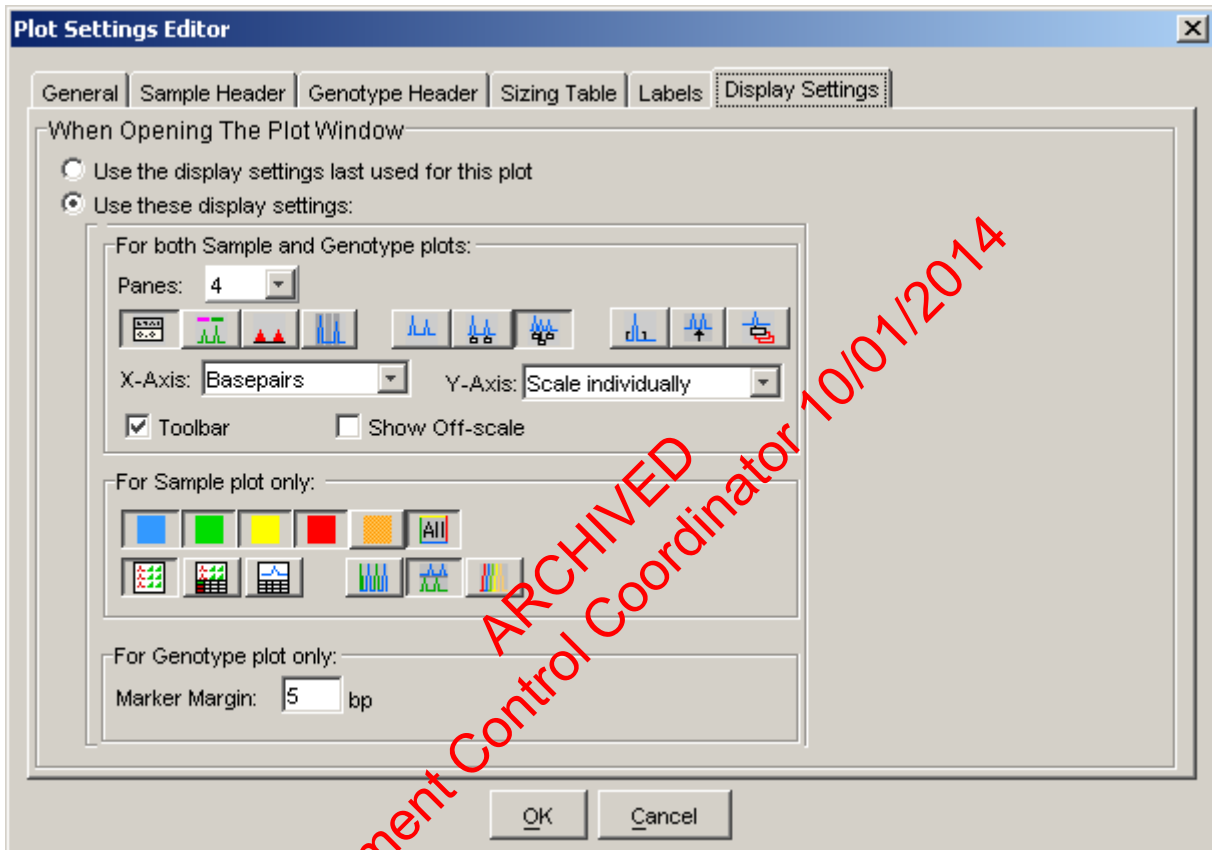 Plot Settings Editor
General Sample Header Genotype Header Sizing Table Labels Display Settings
When Opening The Plot Window
Use the display settings last used for this plot
Use these display settings:
For both Sample and Genotype plots:
Panes: 4
X-Axis: Basepairs Y-Axis: Scale individually
Toolbar Show Off-scale
For Sample plot only:
All
For Genotype plot only:
Marker Margin: 5 bp
OK Cancel
ARCHIVED
Control Coordinator 10/01/2014